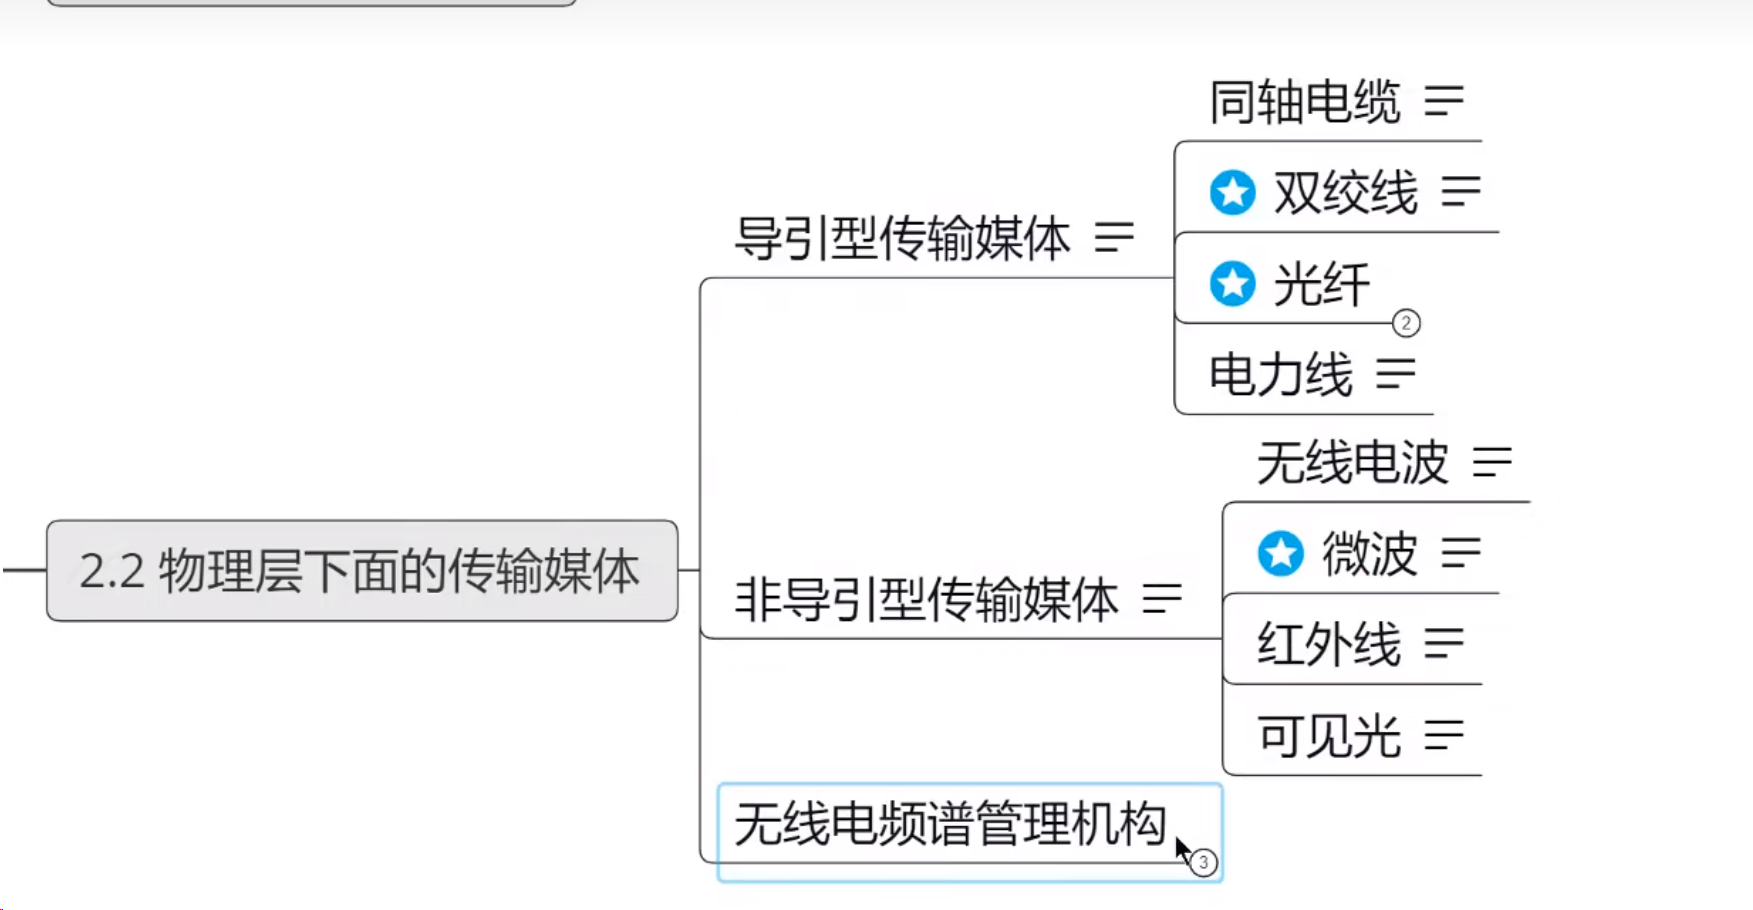 同轴电缆
双绞线
导引型传输媒体
光纤
2
电力线
无线电波
2.2 物理层下面的传输媒体
微波
非导引型传输媒体
红外线
可见光
无线电频谱管理机构
3